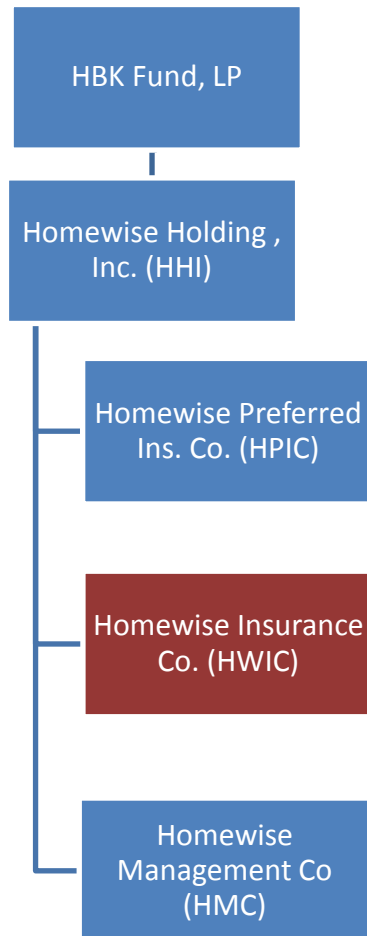 HBK Fund, LP
Homewise Holding ,
Inc. (HHI)
Homewise Preferred
Ins. Co. (HPIC)
Homewise Insurance
Co. (HWIC)
Homewise
Management Co
(HMC)